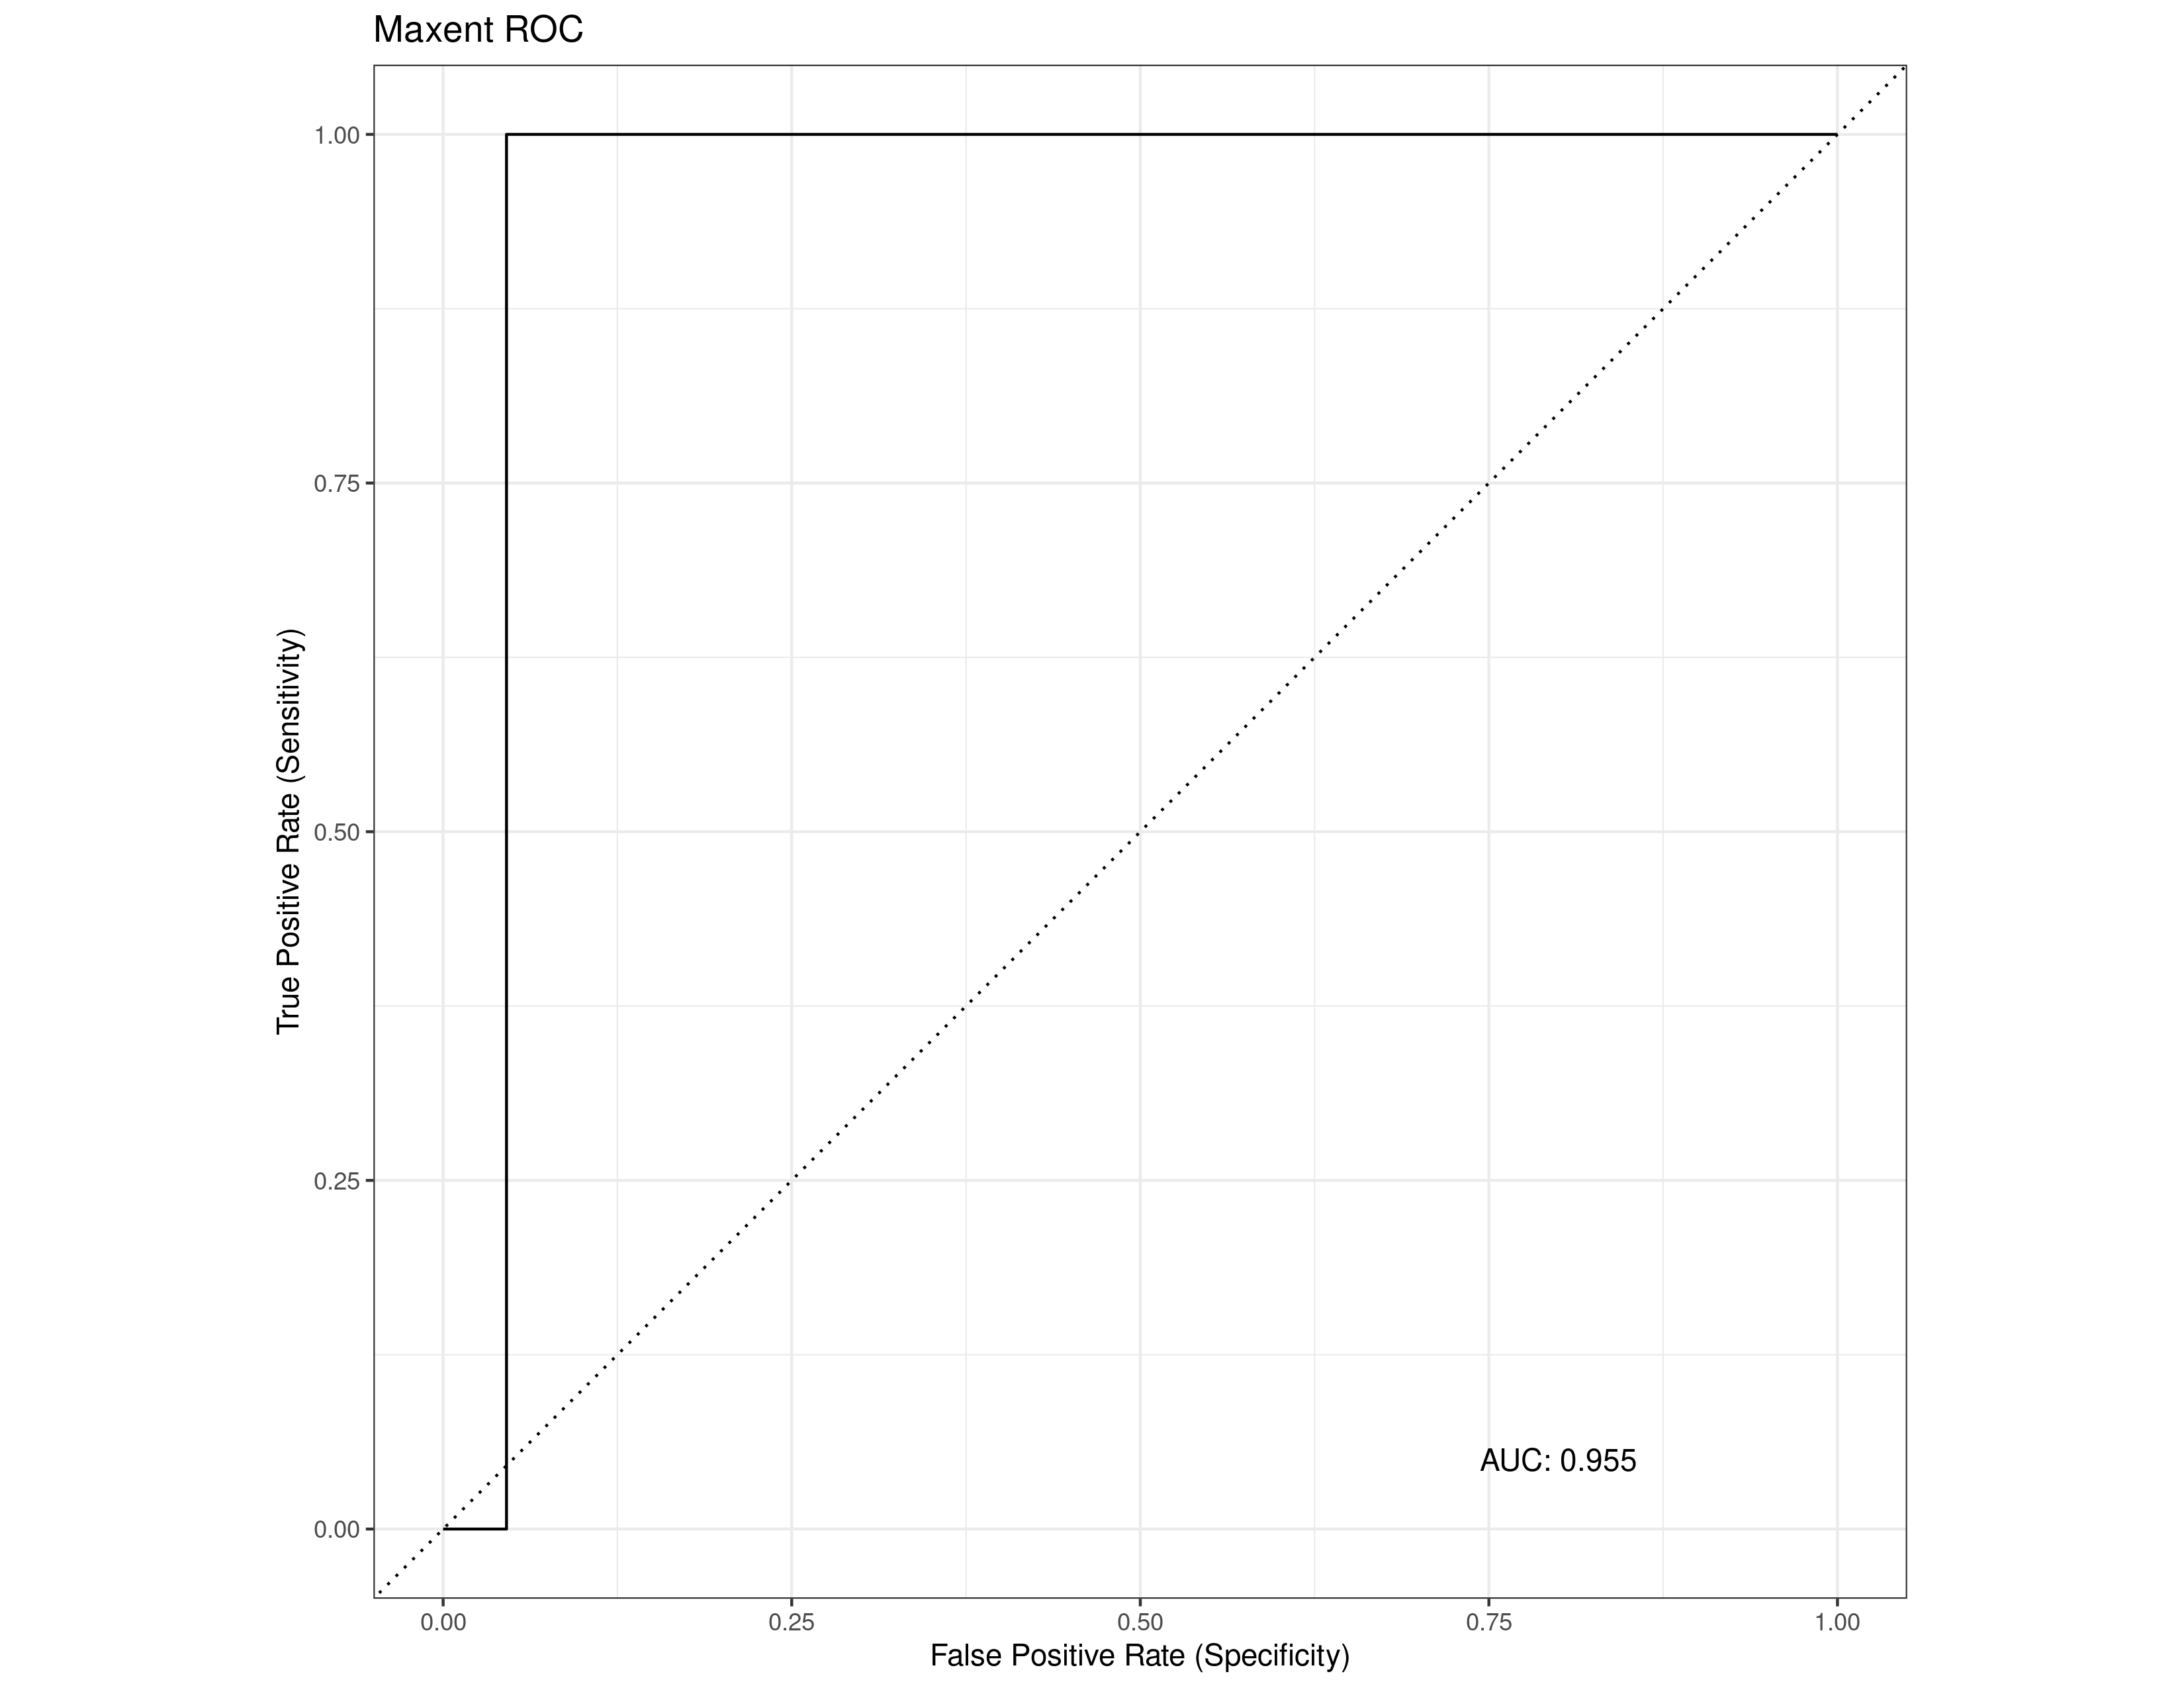 Maxent ROC
True Positive Rate (Sensitivity)
1.00
0.75
0.50
0.25
0.00
AUC: 0.955
0.00 0.25 0.50 0.75 1.00
False Positive Rate (Specificity)